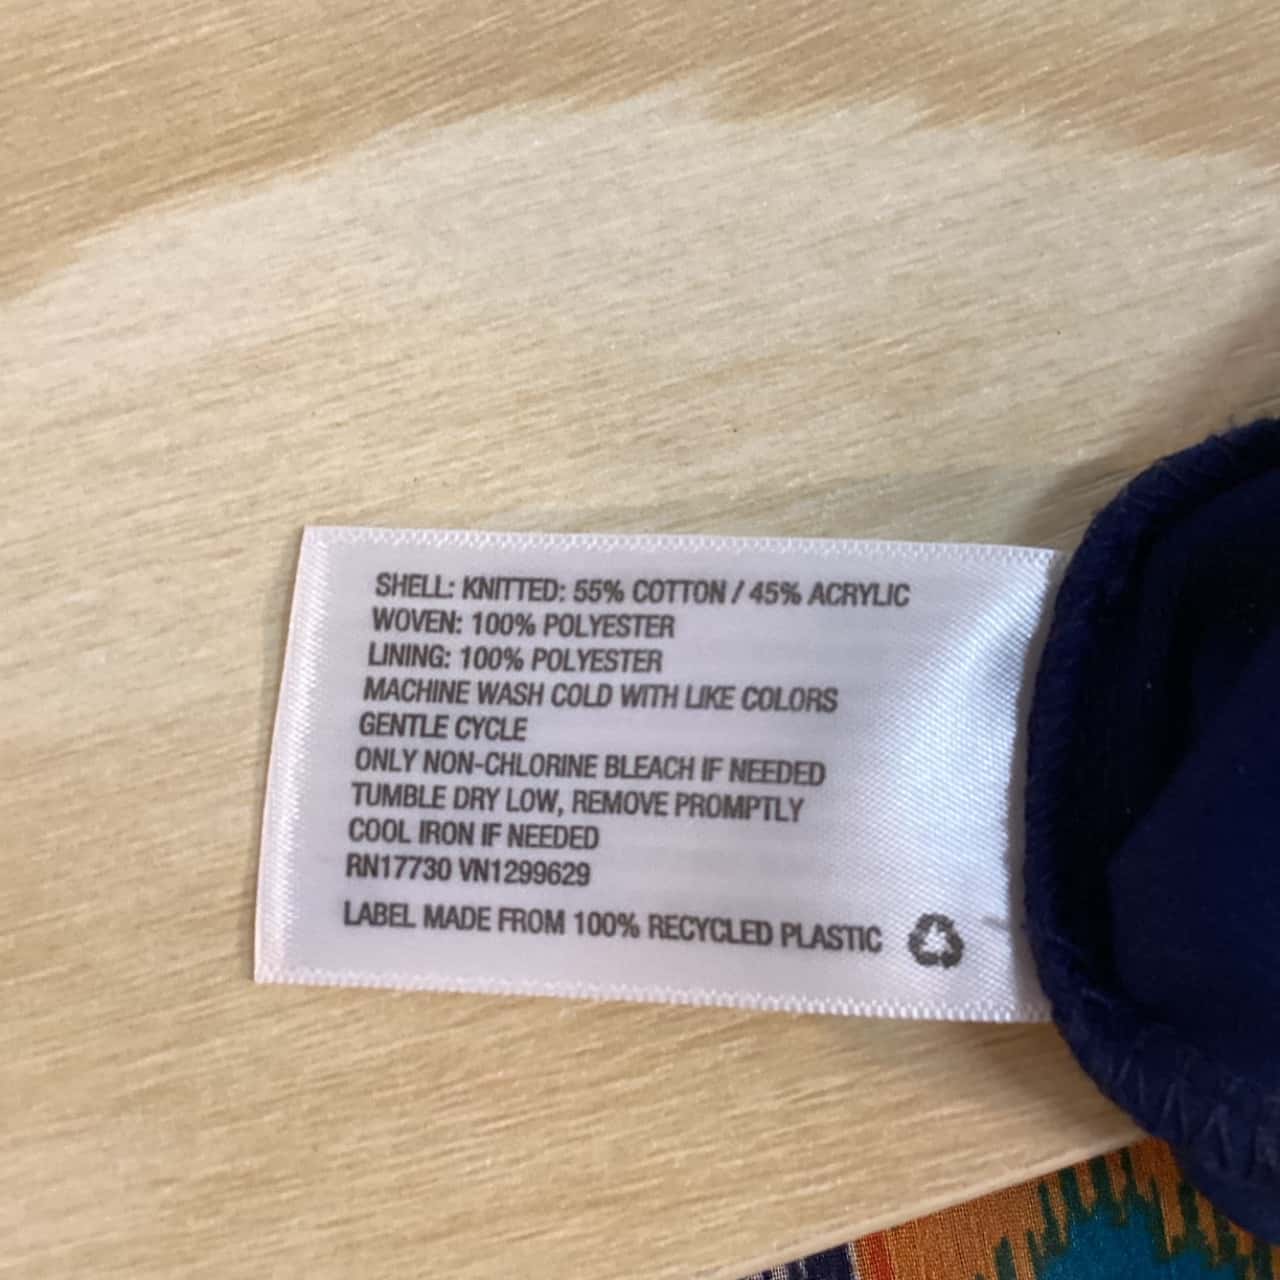 SHELL: KNITTED: 55% COTTON / 45% ACRYLIC
WOVEN: 100% POLYESTER
LINING: 100% POLYESTER
MACHINE WASH COLD WITH LIKE COLORS
GENTLE CYCLE
ONLY NON-CHLORINE BLEACH IF NEEDED
TUMBLE DRY LOW, REMOVE PROMPTLY
COOL IRON IF NEEDED
RN17730 VN1299629
LABEL MADE FROM 100% RECYCLED PLASTIC